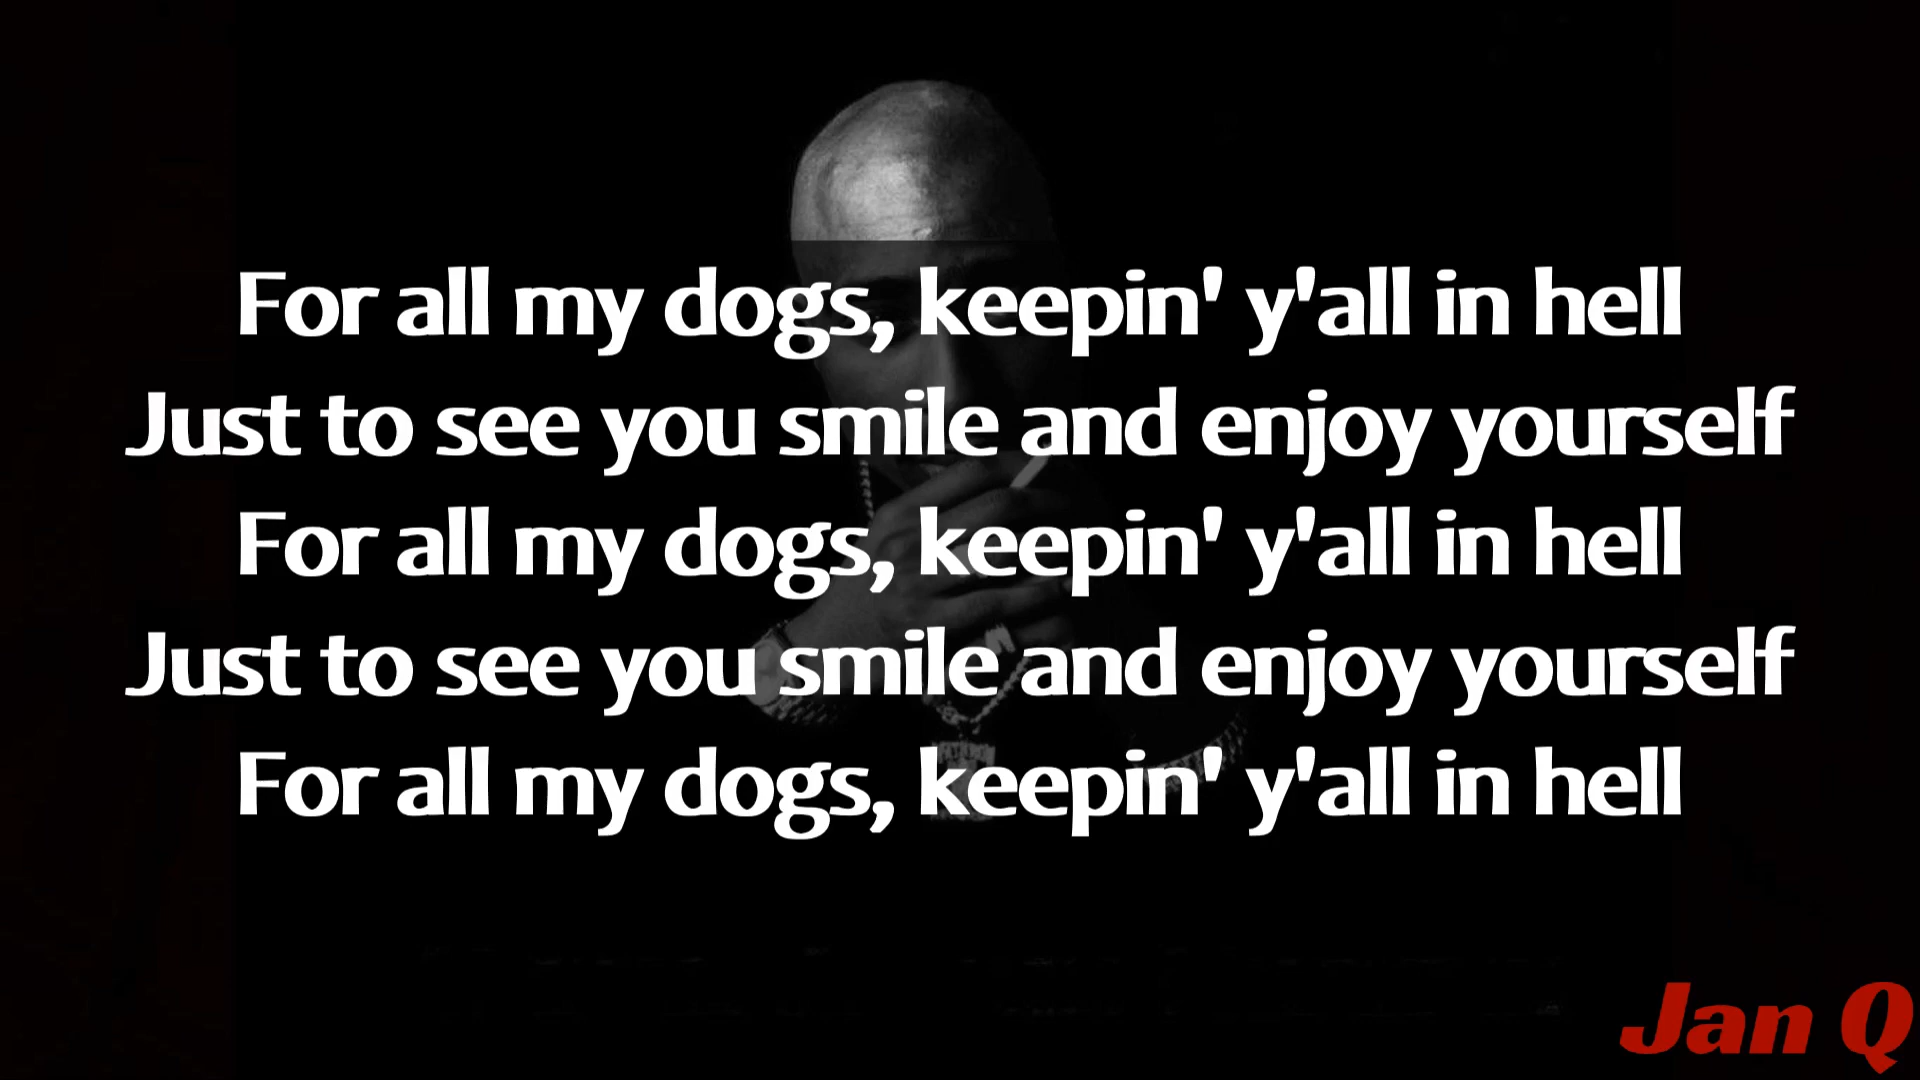 For all my dogs, keepin' y'all in hell
Just to see you smile and enjoy yourself
For all my dogs, keepin' y'all in hell
Just to see you smile and enjoy yourself
For all my dogs, keepin' y'all in hell
Jan Q